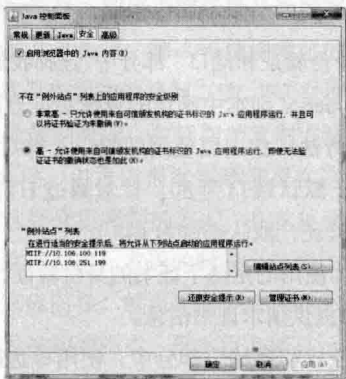 Java 控制面板
常规 更新 Java 安全 高级
启用浏览器中的 Java 内容(E)
不在“例外站点”列表上的应用程序的安全级别
非常高 - 只允许使用来自可信颁发机构的证书标识的 Java 应用程序运行，并且可
以将证书验证为未撤销(V)。
高 - 允许使用来自可信颁发机构的证书标识的 Java 应用程序运行，即使无法验
证证书的撤销状态也是如此(H)。
“例外站点”列表
在进行适当的安全提示后，将允许从下列站点启动的应用程序运行。
HTTP://10.106.100.119
HTTP://10.106.251.199
编辑站点列表(S)...
还原安全提示(R) 管理证书(M)...
确定 取消 应用(A)